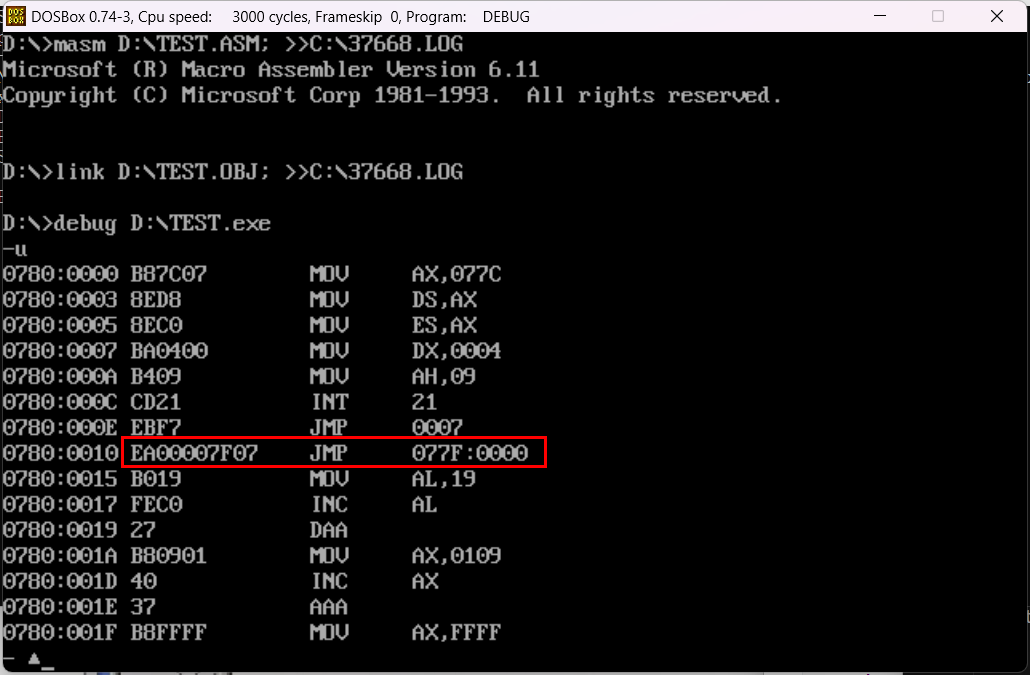 DOSBox 0.74-3, Cpu speed: 3000 cycles, Frameskip 0, Program: DEBUG
D:\>masm D:\TEST.ASM; >>C:\37668.LOG
Microsoft (R) Macro Assembler Version 6.11
Copyright (C) Microsoft Corp 1981-1993. All rights reserved.
D:\>link D:\TEST.OBJ; >>C:\37668.LOG
D:\>debug D:\TEST.exe
-u
0780:0000 B87C07 MOV AX,077C
0780:0003 8ED8 MOV DS,AX
0780:0005 8EC0 MOV ES,AX
0780:0007 BA0400 MOV DX,0004
0780:000A B409 MOV AH,09
0780:000C CD21 INT 21
0780:000E EBF7 JMP 0007
0780:0010 EA00007F07 JMP 077F:0000
0780:0015 B019 MOV AL,19
0780:0017 FEC0 INC AL
0780:0019 27 DAA
0780:001A B80901 MOV AX,0109
0780:001D 40 INC AX
0780:001E 37 AAA
0780:001F B8FFFF MOV AX,FFFF
- ▲_